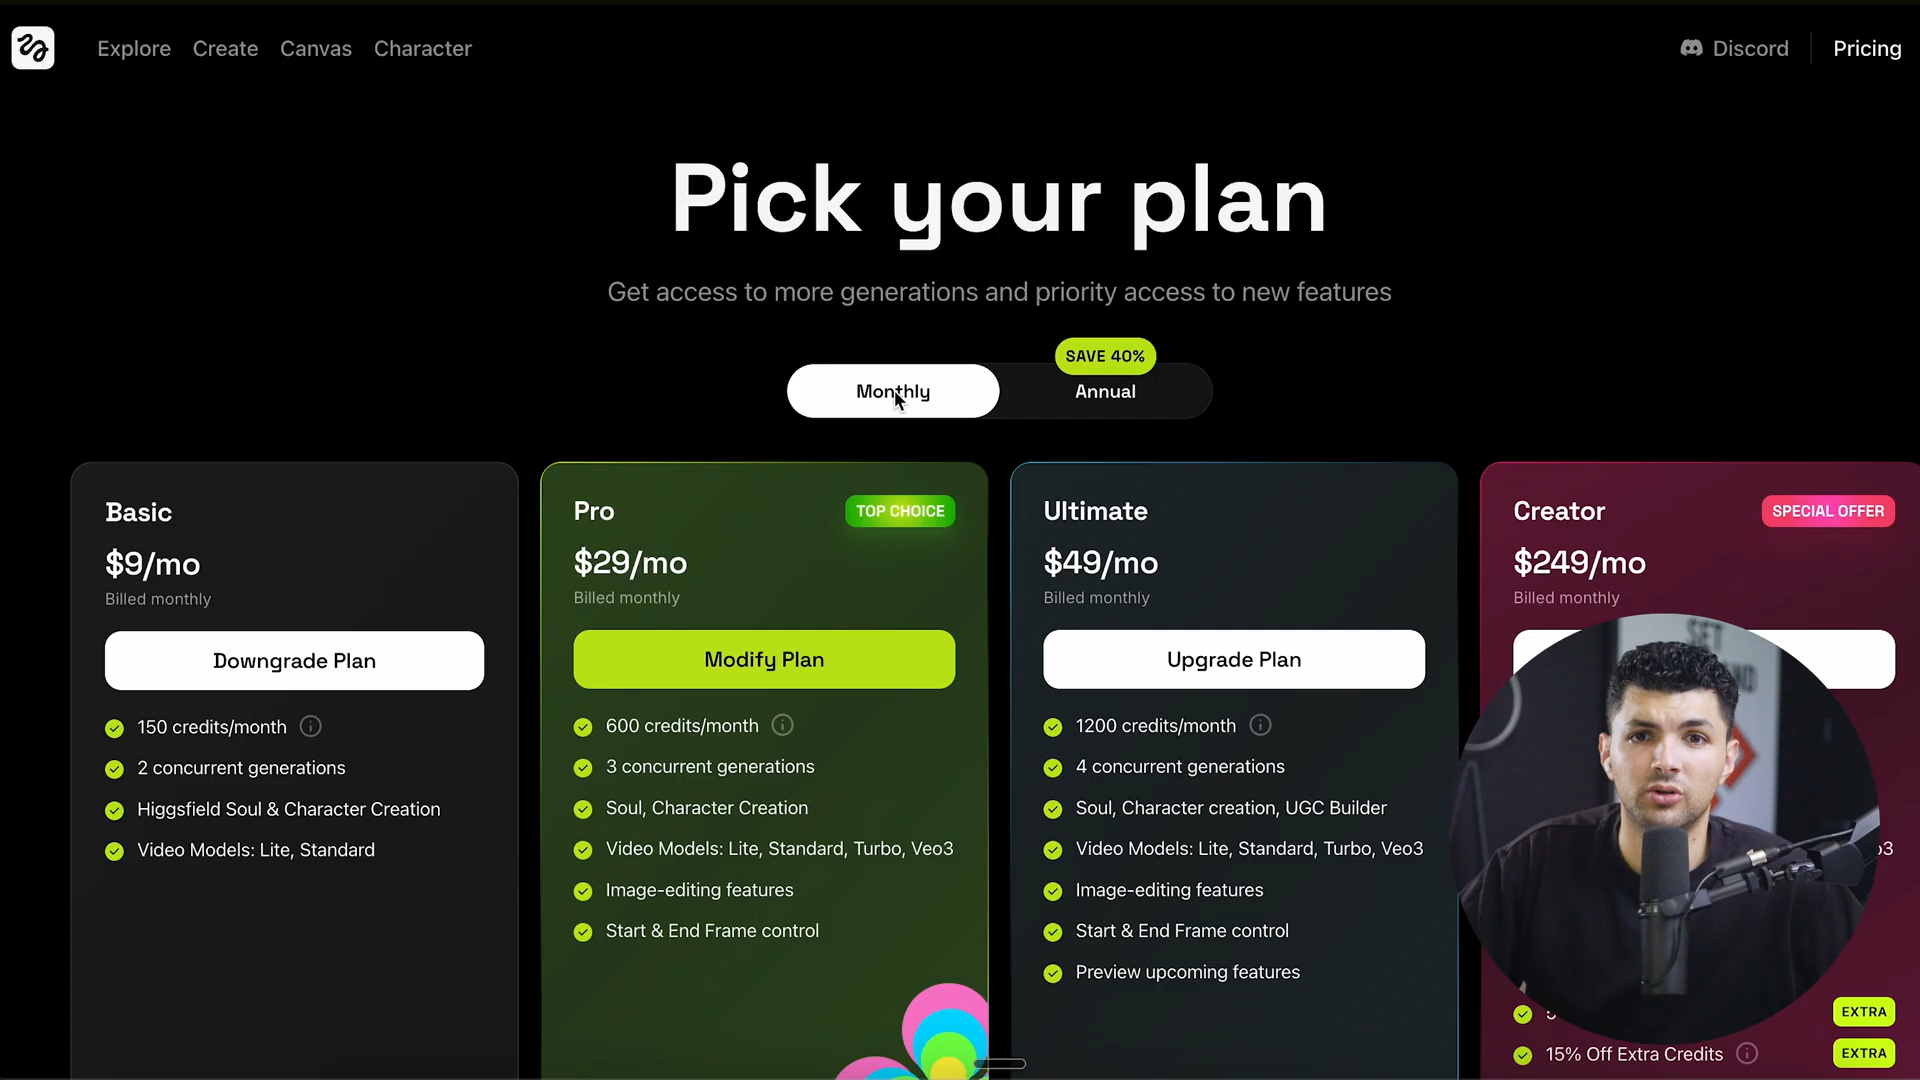 Explore Create Canvas Character
Discord Pricing
Pick your plan
Get access to more generations and priority access to new features
SAVE 40%
Monthly Annual
Basic
$9/mo
Billed monthly
Downgrade Plan
150 credits/month
2 concurrent generations
Higgsfield Soul & Character Creation
Video Models: Lite, Standard
Pro
TOP CHOICE
$29/mo
Billed monthly
Modify Plan
600 credits/month
3 concurrent generations
Soul, Character Creation
Video Models: Lite, Standard, Turbo, Veo3
Image-editing features
Start & End Frame control
Ultimate
$49/mo
Billed monthly
Upgrade Plan
1200 credits/month
4 concurrent generations
Soul, Character creation, UGC Builder
Video Models: Lite, Standard, Turbo, Veo3
Image-editing features
Start & End Frame control
Preview upcoming features
Creator
SPECIAL OFFER
$249/mo
Billed monthly
EXTRA
15% Off Extra Credits
EXTRA